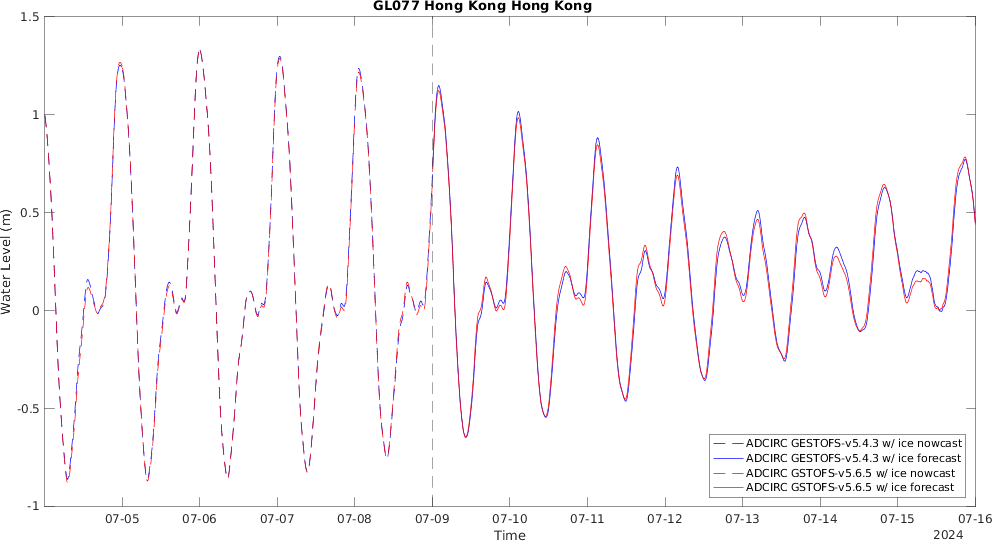 GL077 Hong Kong Hong Kong
1.5
1
0.5
0
-0.5
-1
Water Level (m)
ADCIRC GESTOFS-v5.4.3 w/ ice nowcast
ADCIRC GESTOFS-v5.4.3 w/ ice forecast
ADCIRC GSTOFS-v5.6.5 w/ ice nowcast
ADCIRC GSTOFS-v5.6.5 w/ ice forecast
07-05 07-06 07-07 07-08 07-09 07-10 07-11 07-12 07-13 07-14 07-15 07-16
Time
2024